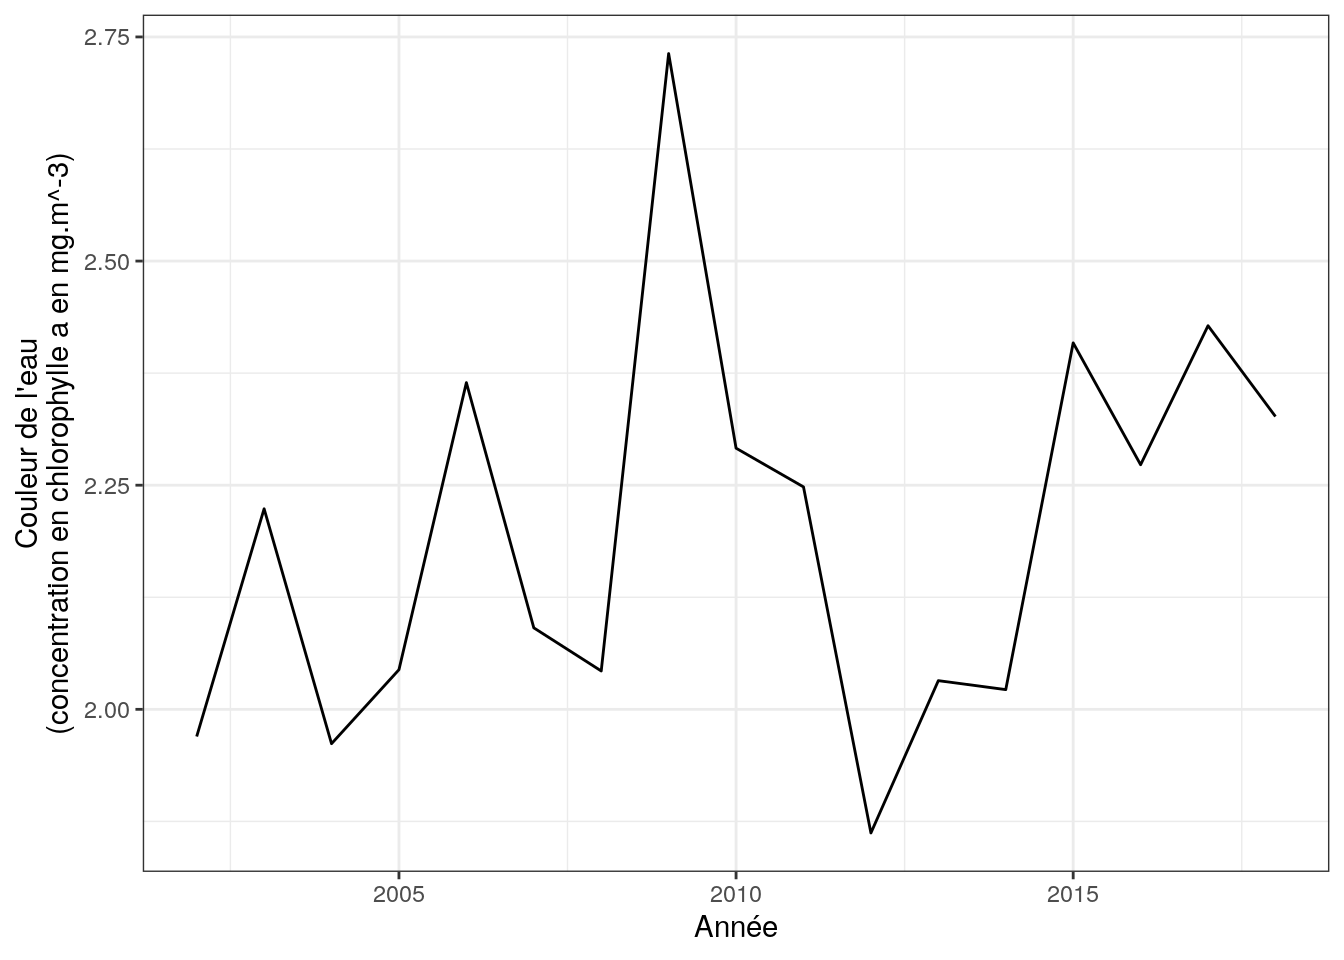 Couleur de l'eau
(concentration en chlorophylle a en mg.m^-3)
2.75
2.50
2.25
2.00
2005 2010 2015
Année